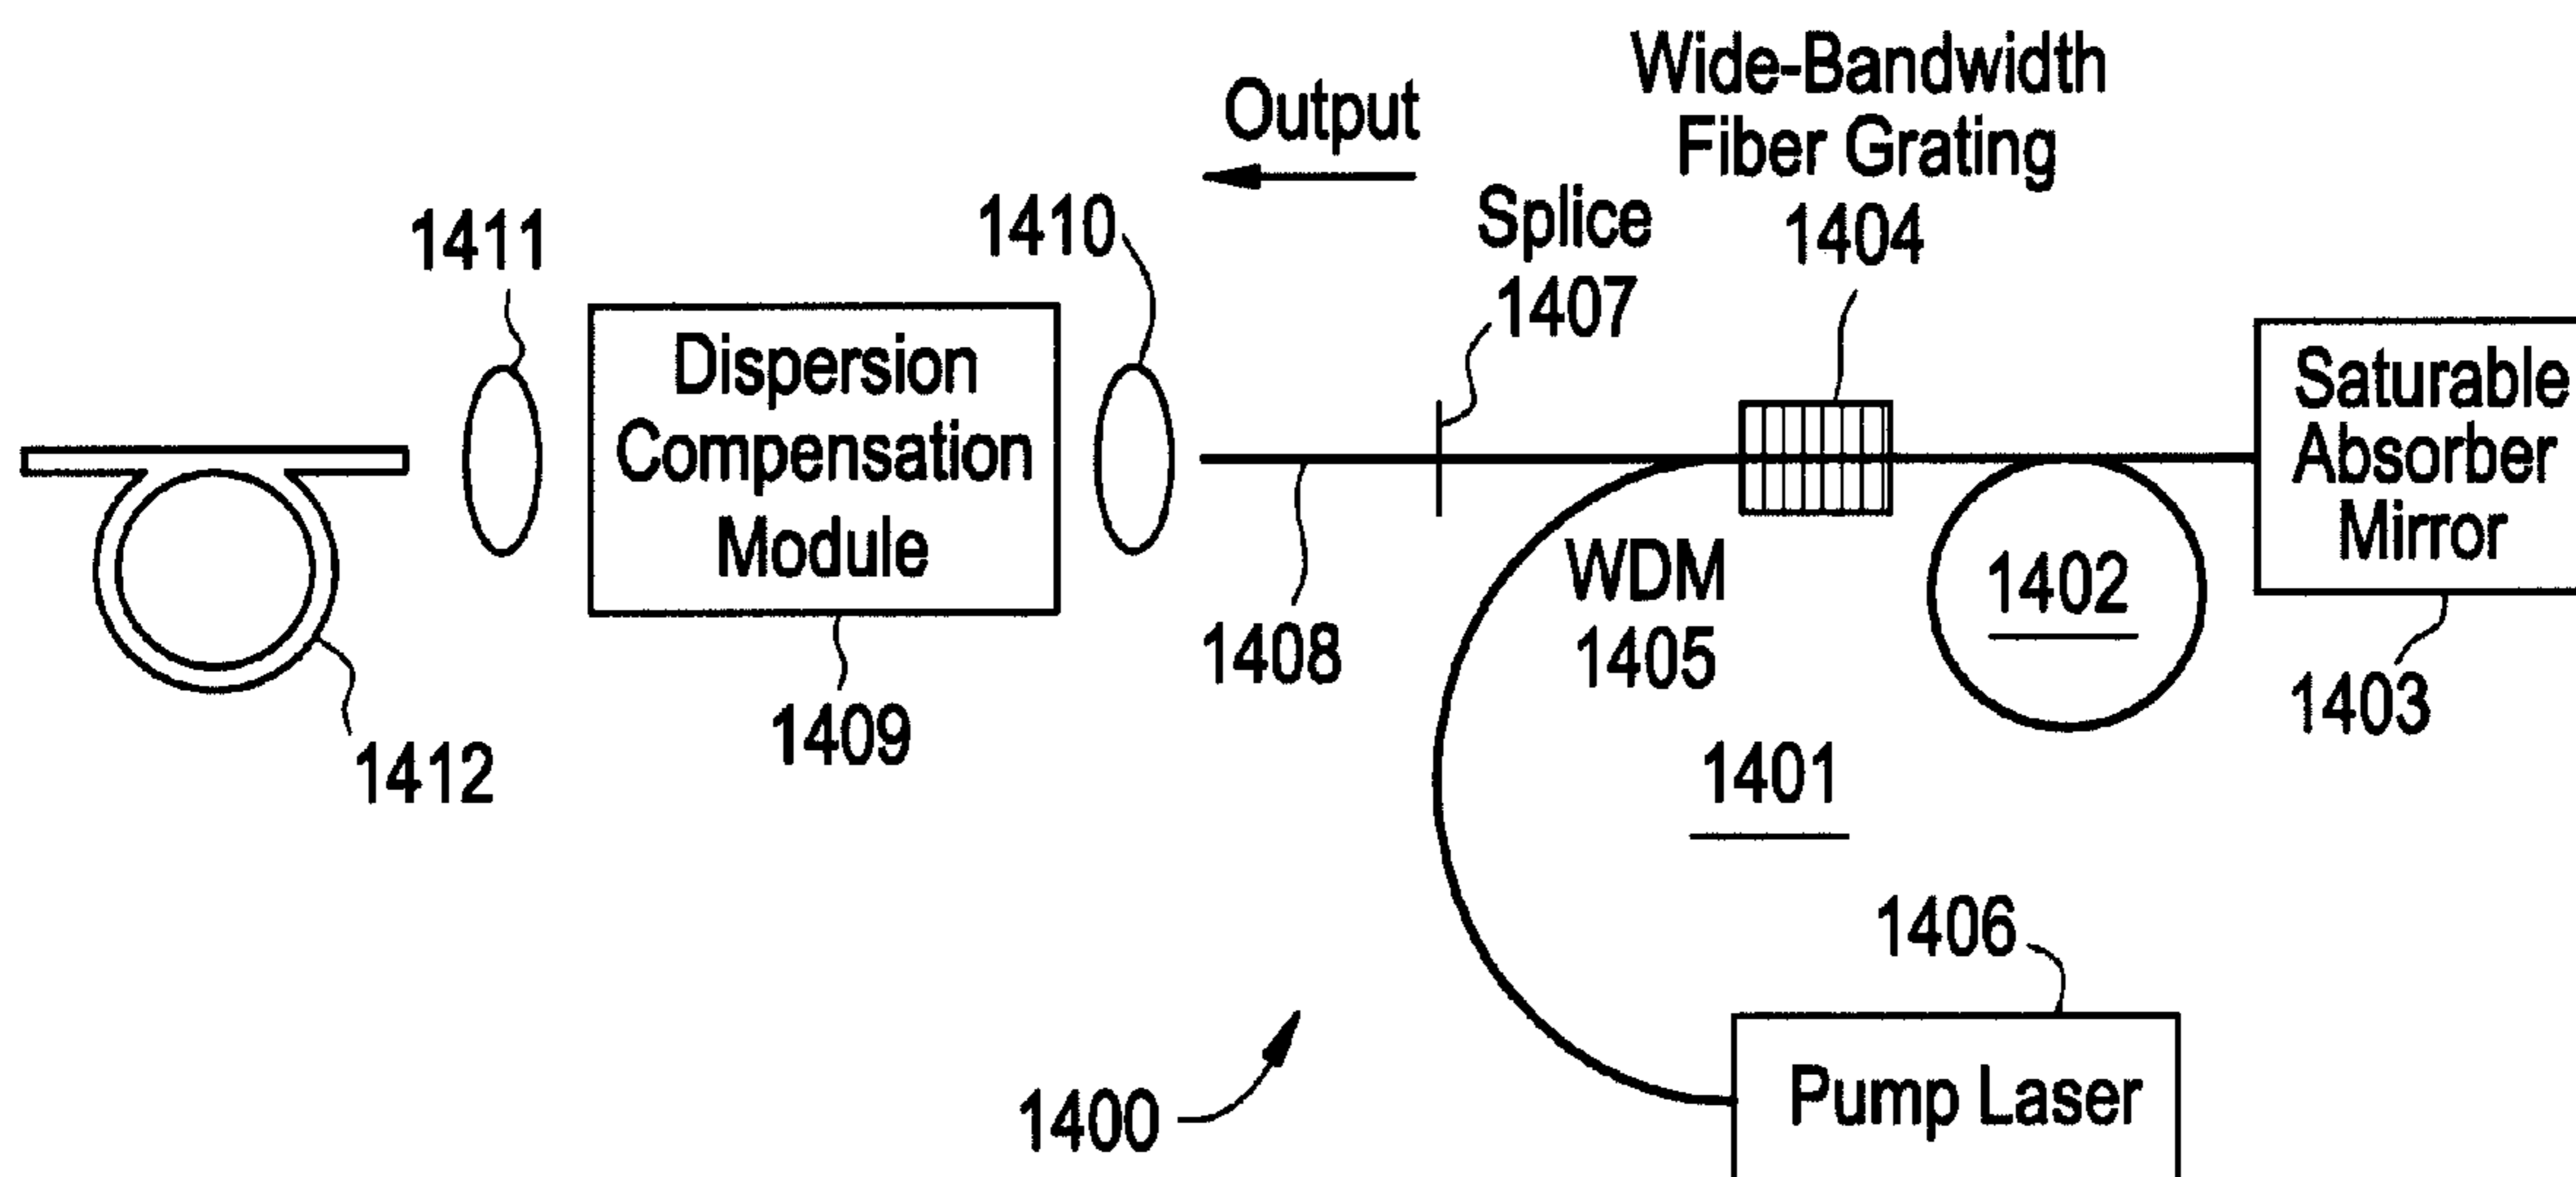 Wide-Bandwidth
Fiber Grating
1404
Output
Splice
1407
1411
1410
Dispersion
Compensation
Module
Saturable
Absorber
Mirror
1402
WDM
1405
1408
1403
1409
1412
1401
1406
Pump Laser
1400